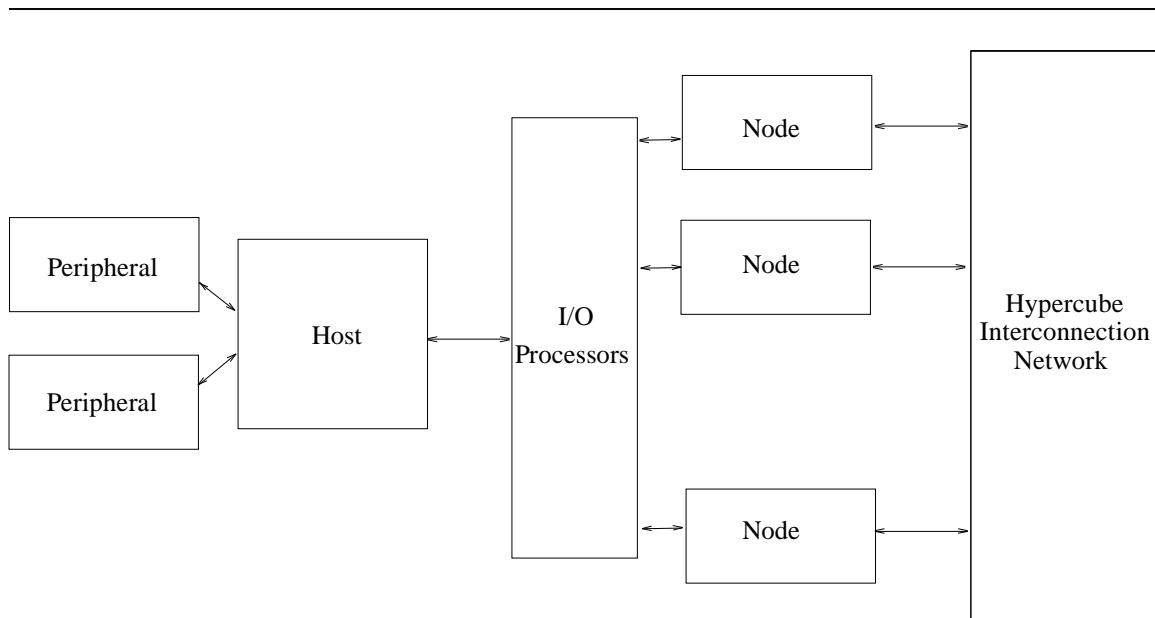 Peripheral
Peripheral
Host
I/O
Processors
Node
Node
Node
Hypercube
Interconnection
Network